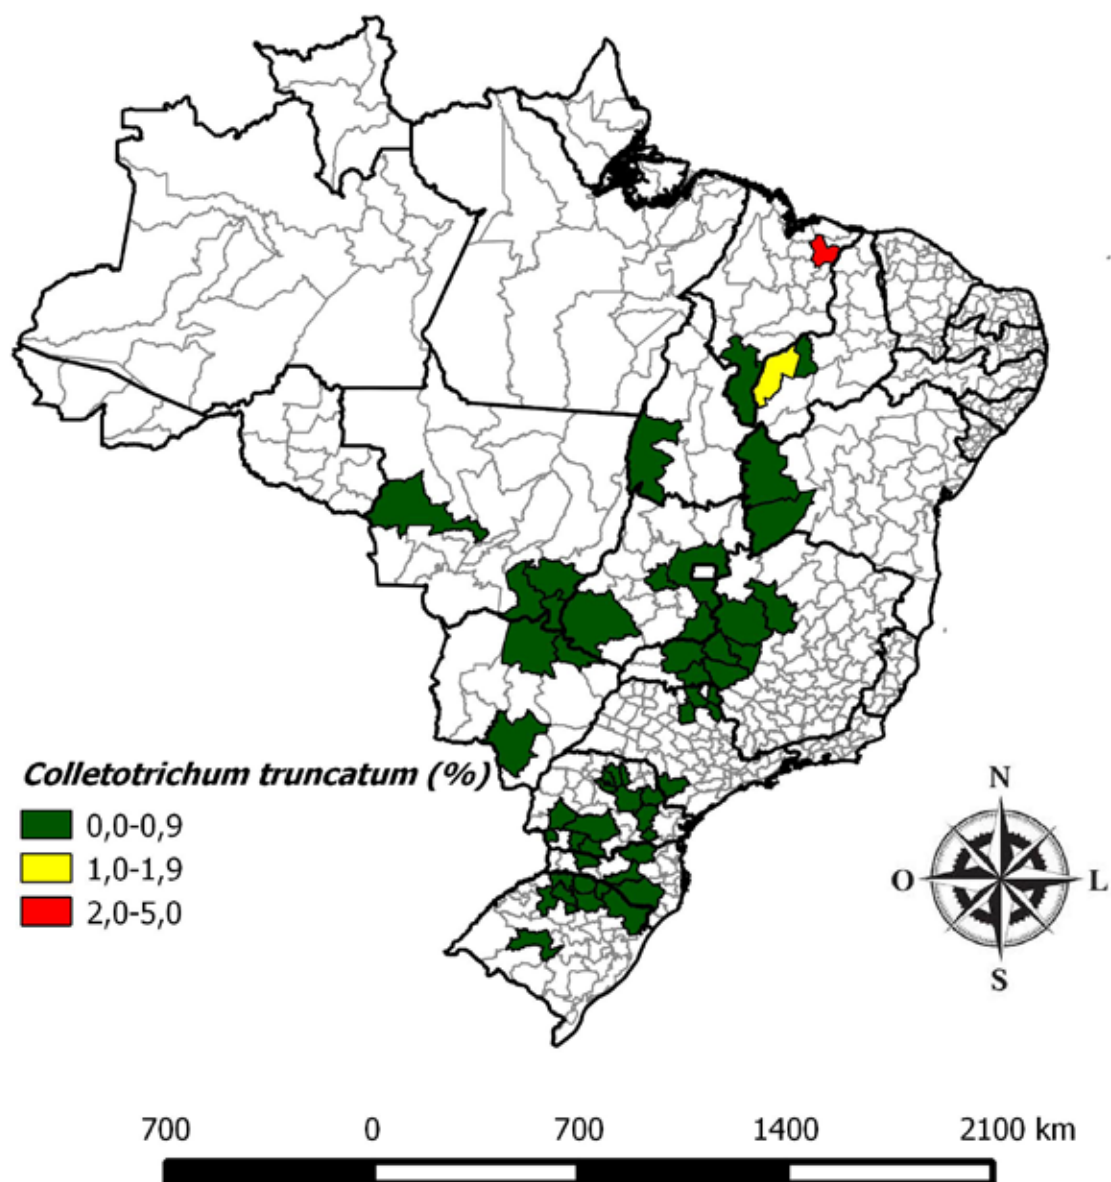 Colletotrichum truncatum (%)
0,0-0,9
1,0-1,9
2,0-5,0
N
O L
S
700 0 700 1400 2100 km